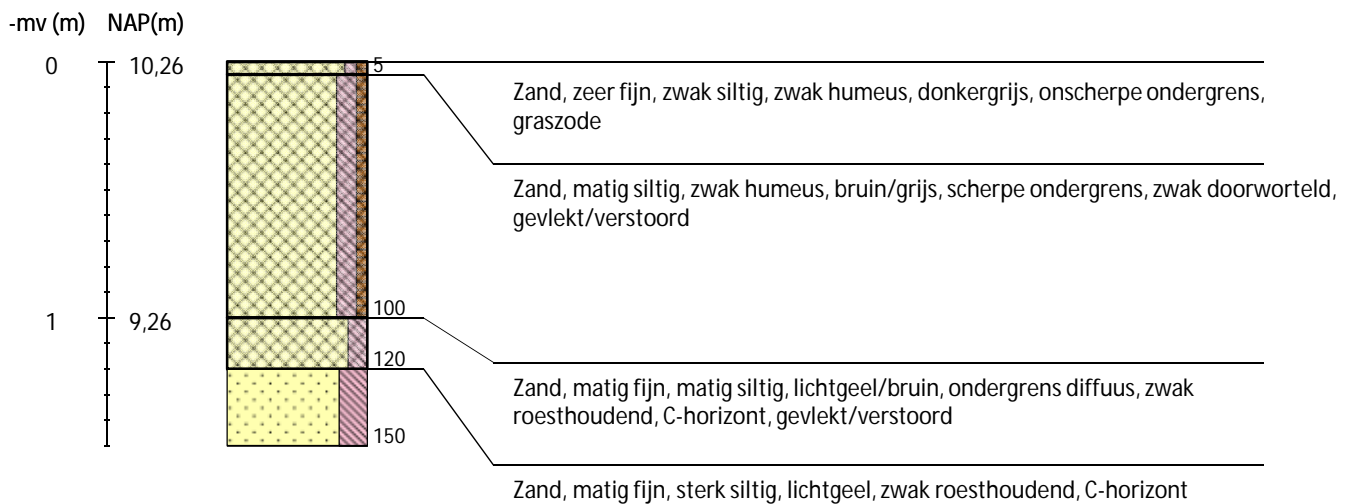 -mv (m) NAP(m)
0 10,26
5
Zand, zeer fijn, zwak siltig, zwak humeus, donkergrijs, onscherpe ondergrens,
graszode
Zand, matig siltig, zwak humeus, bruin/grijs, scherpe ondergrens, zwak doorworteld,
gevlekt/verstoord
100
1 9,26
120
Zand, matig fijn, matig siltig, lichtgeel/bruin, ondergrens diffuus, zwak
roesthoudend, C-horizont, gevlekt/verstoord
150
Zand, matig fijn, sterk siltig, lichtgeel, zwak roesthoudend, C-horizont